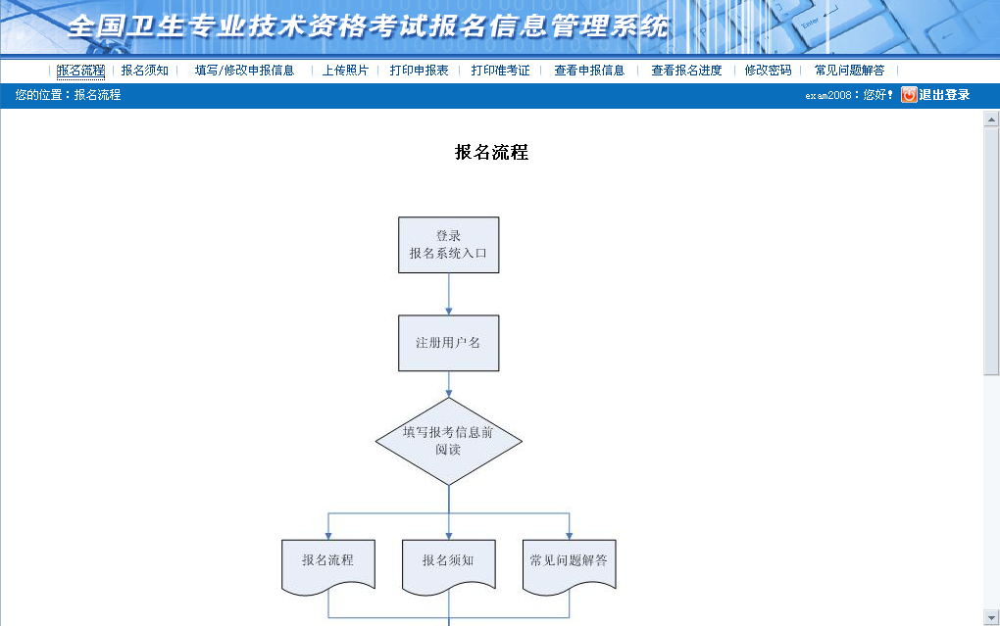 全国卫生专业技术资格考试报名信息管理系统
报名流程 报名须知 填写/修改申报信息 上传照片 打印申报表 打印准考证 查看申报信息 查看报名进度 修改密码 常见问题解答
您的位置：报名流程 exam2008：您好！ 退出登录
报名流程
登录
报名系统入口
注册用户名
填写报考信息前
阅读
报名流程 报名须知 常见问题解答